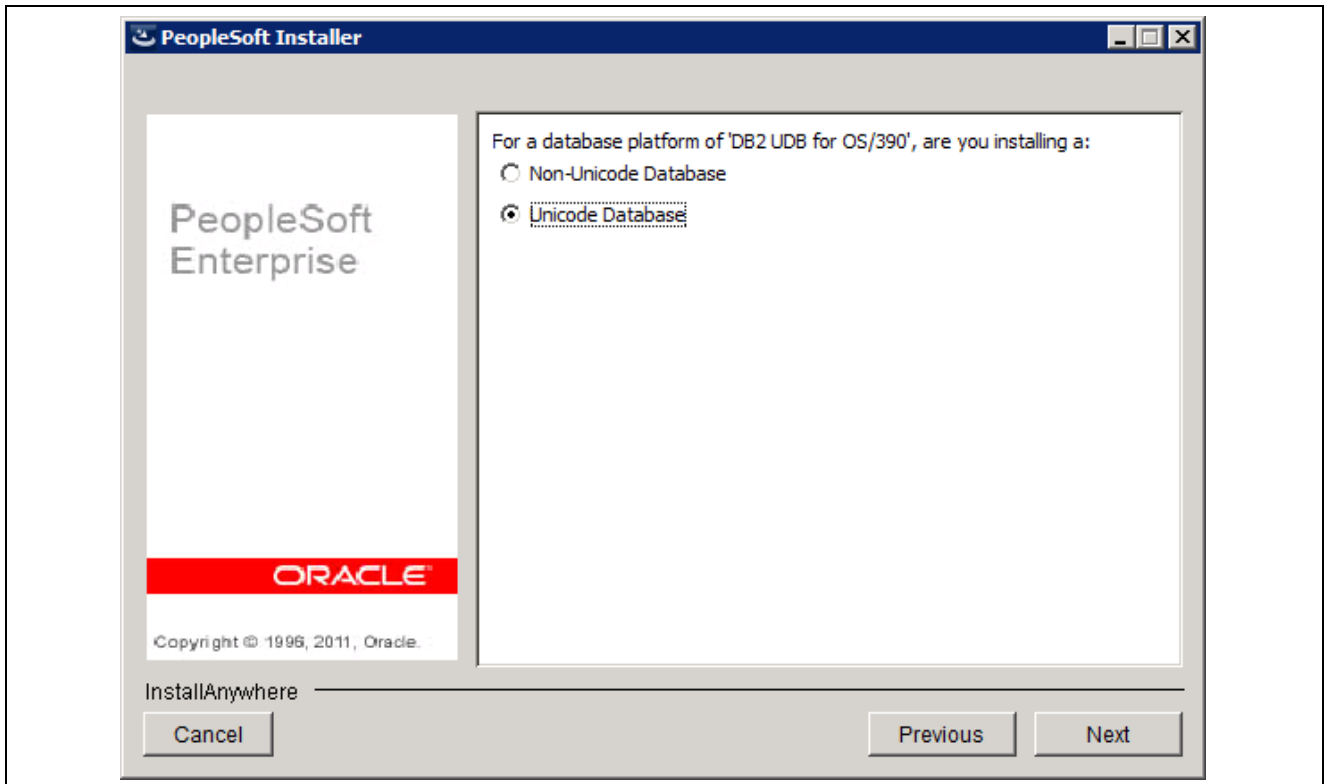 PeopleSoft Installer
For a database platform of 'DB2 UDB for OS/390', are you installing a:
Non-Unicode Database
Unicode Database
PeopleSoft
Enterprise
ORACLE
Copyright © 1996, 2011, Oracle.
InstallAnywhere
Cancel
Previous
Next